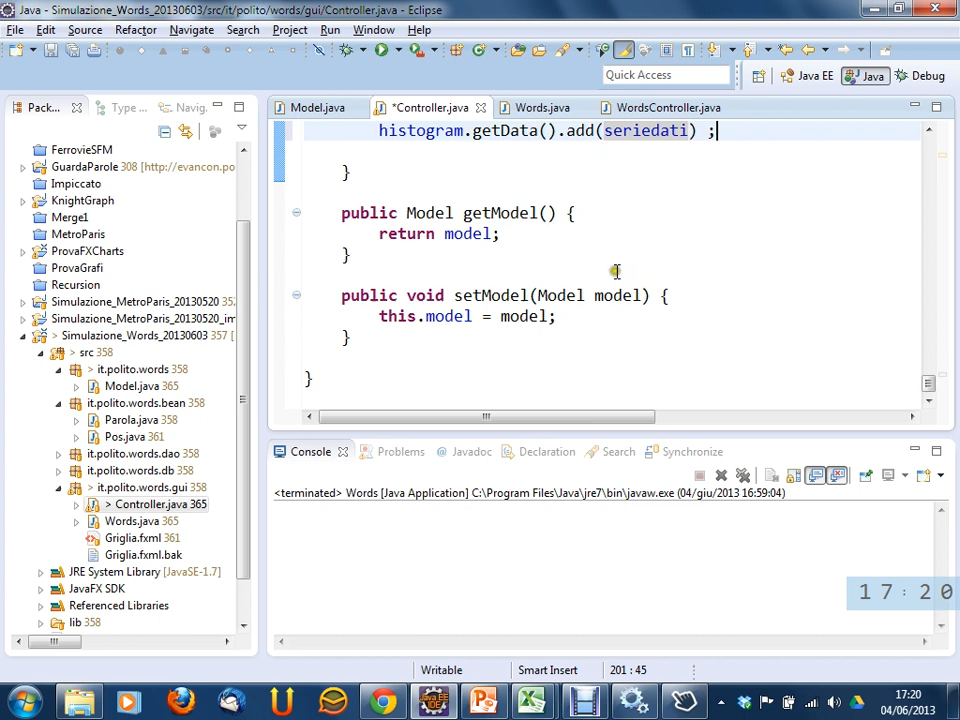 Java - Simulazione_Words_20130603/src/it/polito/words/gui/Controller.java - Eclipse
File Edit Source Refactor Navigate Search Project Run Window Help
Quick Access
Java EE
Java
Debug
Pack...
Type ...
Navig.
Model.java
*Controller.java
Words.java
WordsController.java
FerrovieSFM
GuardaParole 308 [http://evancon.po
Impiccato
KnightGraph
Merge1
MetroParis
ProvaFXCharts
ProvaGrafi
Recursion
Simulazione_MetroParis_20130520 352
Simulazione_MetroParis_20130520_im
> Simulazione_Words_20130603 357 [
> src 358
it.polito.words 358
Model.java 365
it.polito.words.bean 358
Parola.java 358
Pos.java 361
it.polito.words.dao 358
it.polito.words.db 358
> it.polito.words.gui 358
> Controller.java 365
Words.java 365
Griglia.fxml 361
Griglia.fxml.bak
JRE System Library [JavaSE-1.7]
JavaFX SDK
Referenced Libraries
lib 358
histogram.getData().add(seriedati) ;
}
public Model getModel() {
return model;
}
public void setModel(Model model) {
this.model = model;
}
}
Console
Problems
Javadoc
Declaration
Search
Synchronize
<terminated> Words [Java Application] C:\Program Files\Java\jre7\bin\javaw.exe (04/giu/2013 16:59:04)
17:20
Writable
Smart Insert
201 : 45
17:20
04/06/2013